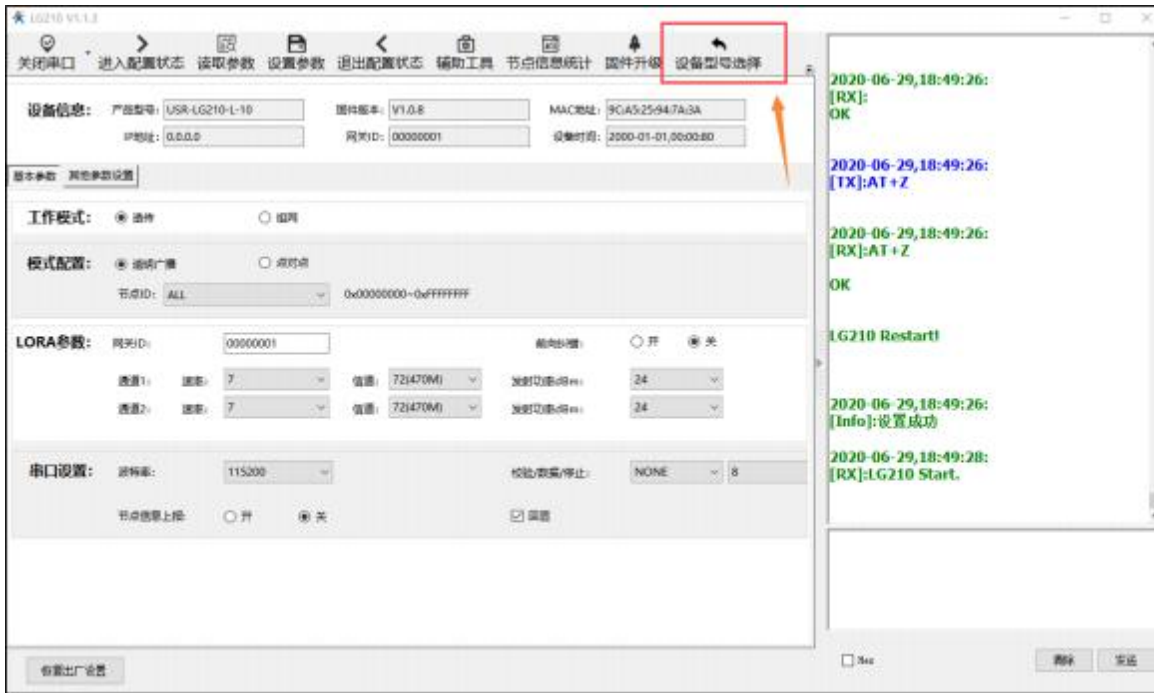 LG210 V1.1.3
关闭串口 进入配置状态 读取参数 设置参数 退出配置状态 辅助工具 节点信息统计 固件升级 设备型号选择
设备信息: 产品型号: USR-LG210-L-10 固件版本: V1.0.8 MAC地址: 9C:A5:25:94:7A:3A
IP地址: 0.0.0.0 网关ID: 00000001 设备时间: 2000-01-01,00:00:80
基本参数 其他参数设置
工作模式: 透传 组网
模式配置: 透明广播 点对点
节点ID: ALL 0x00000000~0xFFFFFFFF
LORA参数: 网关ID: 00000001 前向纠错: 开 关
通道1: 速率: 7 信道: 72(470M) 发射功率dBm: 24
通道2: 速率: 7 信道: 72(470M) 发射功率dBm: 24
串口设置: 波特率: 115200 校验/数据/停止: NONE 8
节点信息上报: 开 关 回显
恢复出厂设置
2020-06-29,18:49:26:
[RX]:
OK
2020-06-29,18:49:26:
[TX]:AT+Z
2020-06-29,18:49:26:
[RX]:AT+Z
OK
LG210 Restart!
2020-06-29,18:49:26:
[Info]:设置成功
2020-06-29,18:49:28:
[RX]:LG210 Start.
Hex 清除 发送